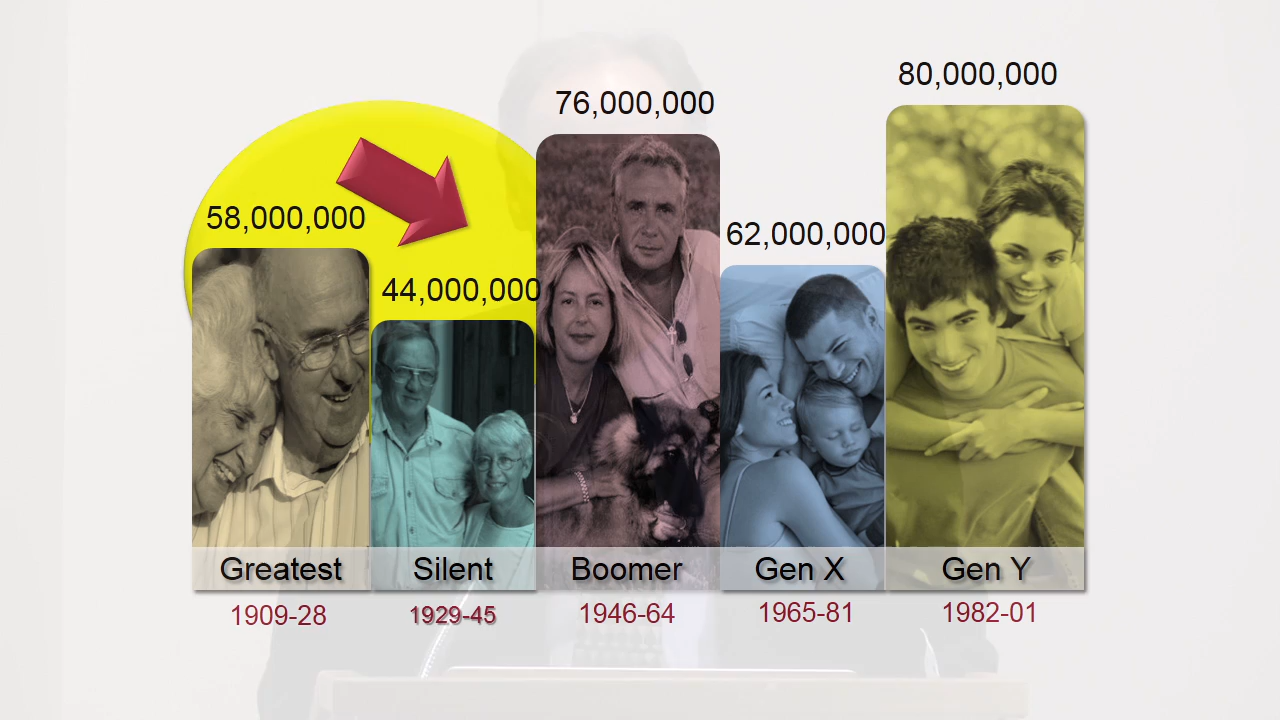 80,000,000
76,000,000
58,000,000
62,000,000
44,000,000
Greatest
Silent
Boomer
Gen X
Gen Y
1909-28
1929-45
1946-64
1965-81
1982-01